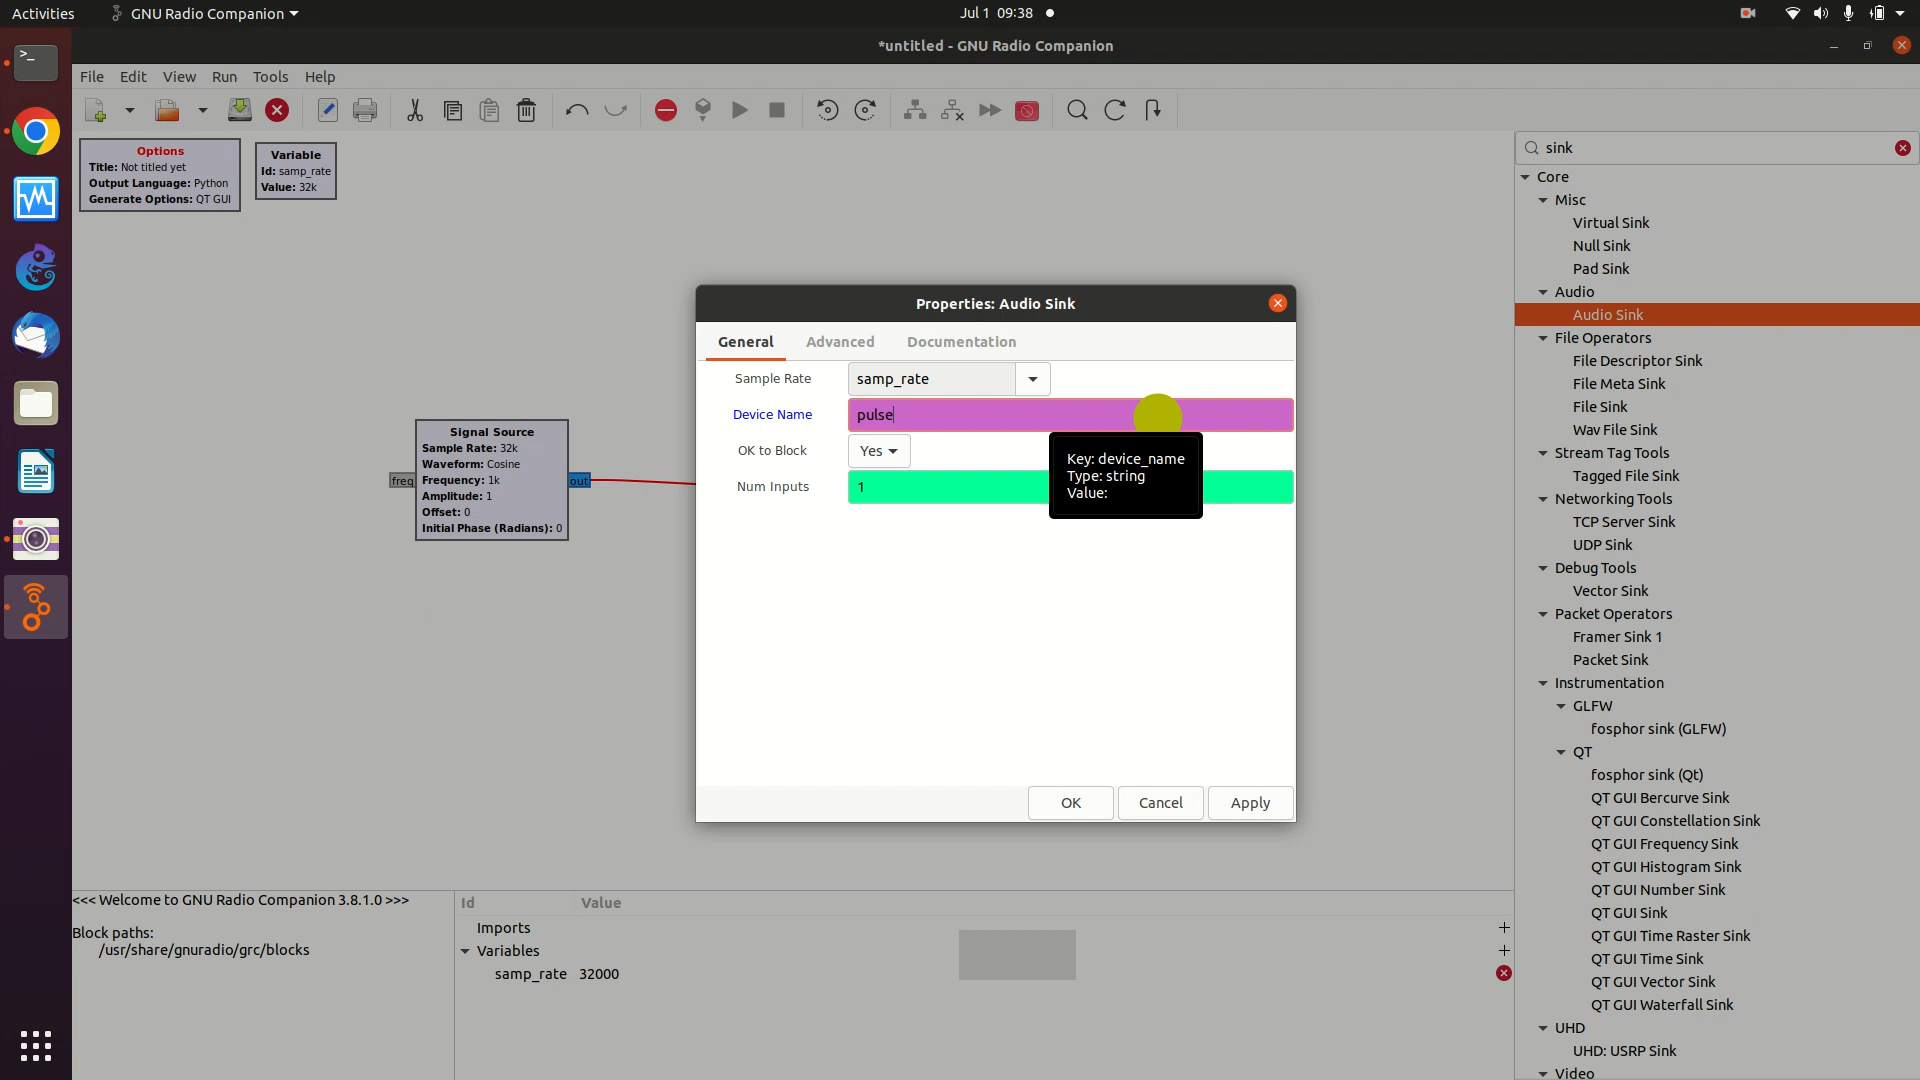 Activities
GNU Radio Companion
Jul 1 09:38
*untitled - GNU Radio Companion
File Edit View Run Tools Help
Options
Title: Not titled yet
Output Language: Python
Generate Options: QT GUI
Variable
Id: samp_rate
Value: 32k
Signal Source
Sample Rate: 32k
Waveform: Cosine
Frequency: 1k
Amplitude: 1
Offset: 0
Initial Phase (Radians): 0
freq
out
Properties: Audio Sink
General Advanced Documentation
Sample Rate samp_rate
Device Name pulse
OK to Block Yes
Num Inputs 1
Key: device_name
Type: string
Value:
OK Cancel Apply
sink
Core
Misc
Virtual Sink
Null Sink
Pad Sink
Audio
Audio Sink
File Operators
File Descriptor Sink
File Meta Sink
File Sink
Wav File Sink
Stream Tag Tools
Tagged File Sink
Networking Tools
TCP Server Sink
UDP Sink
Debug Tools
Vector Sink
Packet Operators
Framer Sink 1
Packet Sink
Instrumentation
GLFW
fosphor sink (GLFW)
QT
fosphor sink (Qt)
QT GUI Bercurve Sink
QT GUI Constellation Sink
QT GUI Frequency Sink
QT GUI Histogram Sink
QT GUI Number Sink
QT GUI Sink
QT GUI Time Raster Sink
QT GUI Time Sink
QT GUI Vector Sink
QT GUI Waterfall Sink
UHD
UHD: USRP Sink
Video
<<< Welcome to GNU Radio Companion 3.8.1.0 >>>
Block paths:
/usr/share/gnuradio/grc/blocks
Id Value
Imports
Variables
samp_rate 32000